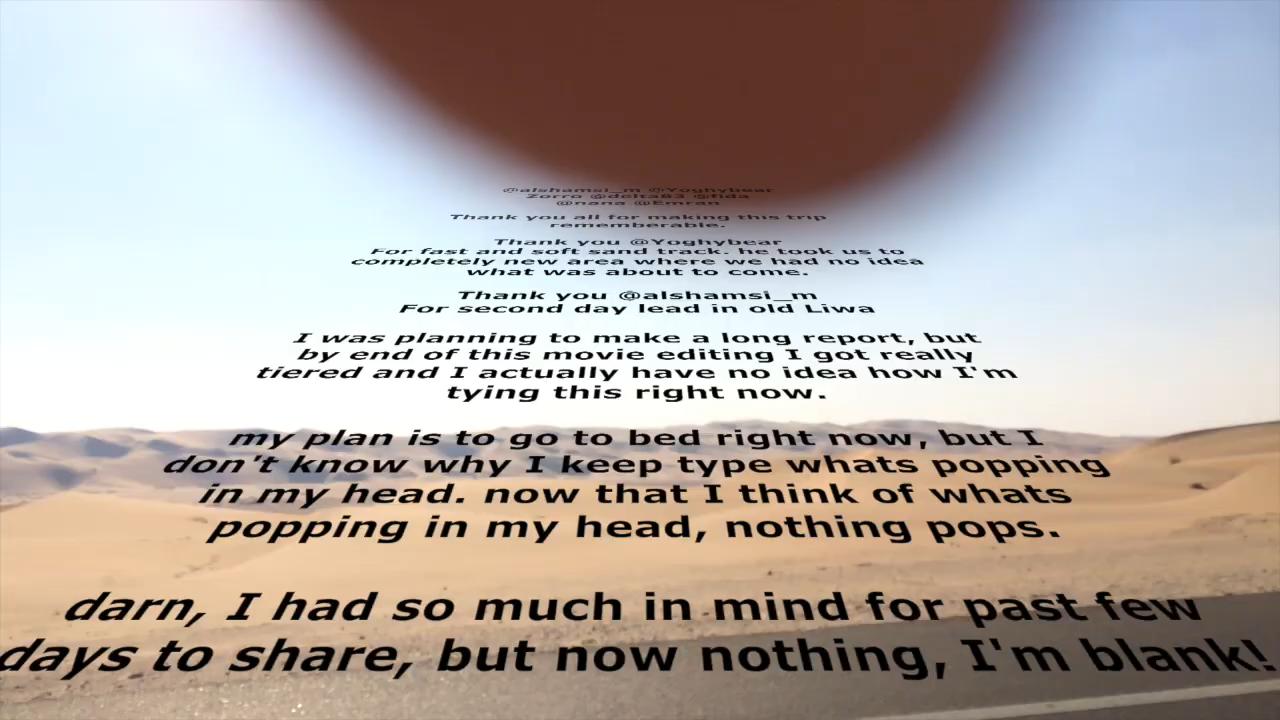 @alshamsi_m @Yoghybear
Zorro @delta83 @fida
@nana @Emran
Thank you all for making this trip
rememberable.
Thank you @Yoghybear
For fast and soft sand track. he took us to
completely new area where we had no idea
what was about to come.
Thank you @alshamsi_m
For second day lead in old Liwa
I was planning to make a long report, but
by end of this movie editing I got really
tiered and I actually have no idea how I'm
tying this right now.
my plan is to go to bed right now, but I
don't know why I keep type whats popping
in my head. now that I think of whats
popping in my head, nothing pops.
darn, I had so much in mind for past few
days to share, but now nothing, I'm blank!